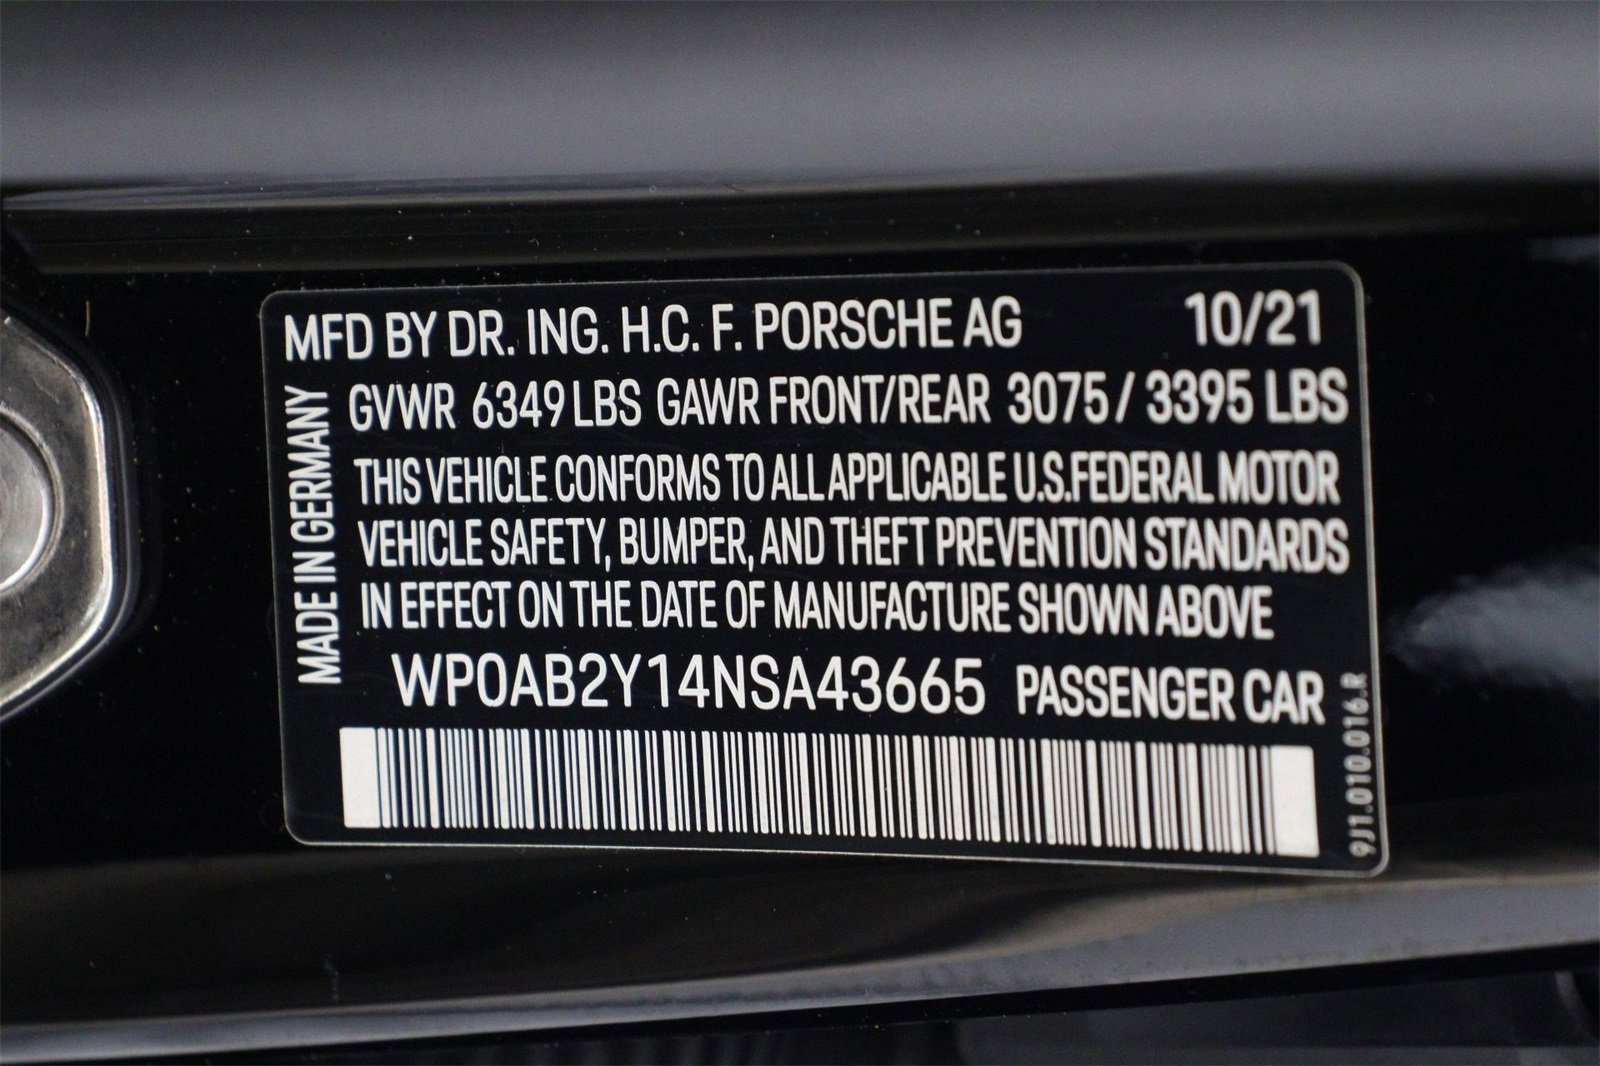 MFD BY DR. ING. H.C. F. PORSCHE AG 10/21
GVWR 6349 LBS GAWR FRONT/REAR 3075 / 3395 LBS
THIS VEHICLE CONFORMS TO ALL APPLICABLE U.S.FEDERAL MOTOR
VEHICLE SAFETY, BUMPER, AND THEFT PREVENTION STANDARDS
IN EFFECT ON THE DATE OF MANUFACTURE SHOWN ABOVE
WP0AB2Y14NSA43665 PASSENGER CAR
MADE IN GERMANY
9J1.010.016.R